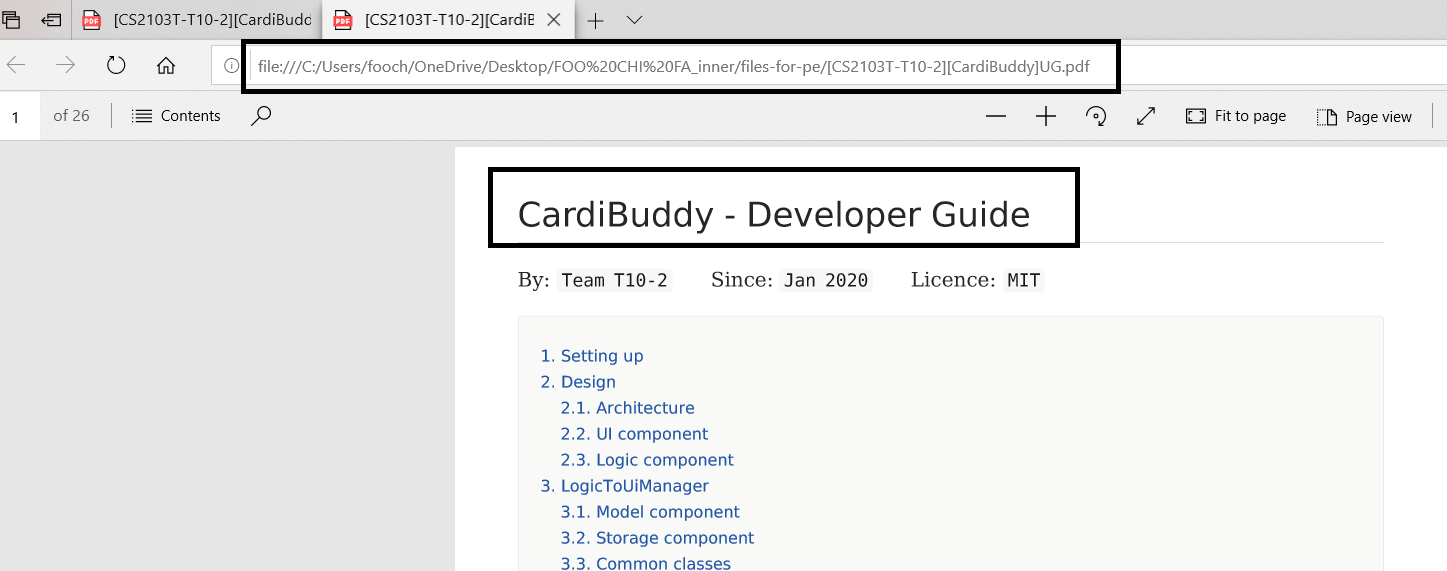 [CS2103T-T10-2][CardiBudd
[CS2103T-T10-2][CardiE
file:///C:/Users/fooch/OneDrive/Desktop/FOO%20CHI%20FA_inner/files-for-pe/[CS2103T-T10-2][CardiBuddy]UG.pdf
1 of 26 Contents Fit to page Page view
CardiBuddy - Developer Guide
By: Team T10-2 Since: Jan 2020 Licence: MIT
1. Setting up
2. Design
2.1. Architecture
2.2. UI component
2.3. Logic component
3. LogicToUiManager
3.1. Model component
3.2. Storage component
3.3. Common classes